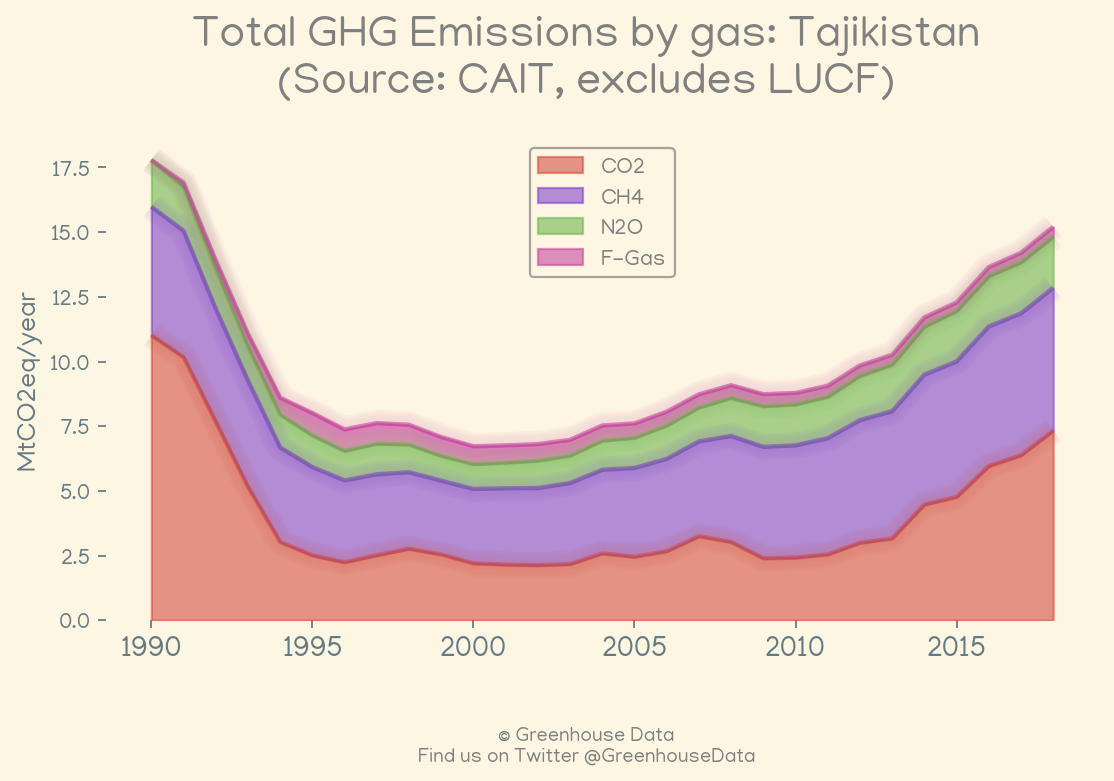 Total GHG Emissions by gas: Tajikistan
(Source: CAIT, excludes LUCF)
CO2
CH4
N2O
F-Gas
MtCO2eq/year
17.5
15.0
12.5
10.0
7.5
5.0
2.5
0.0
1990 1995 2000 2005 2010 2015
© Greenhouse Data
Find us on Twitter @GreenhouseData